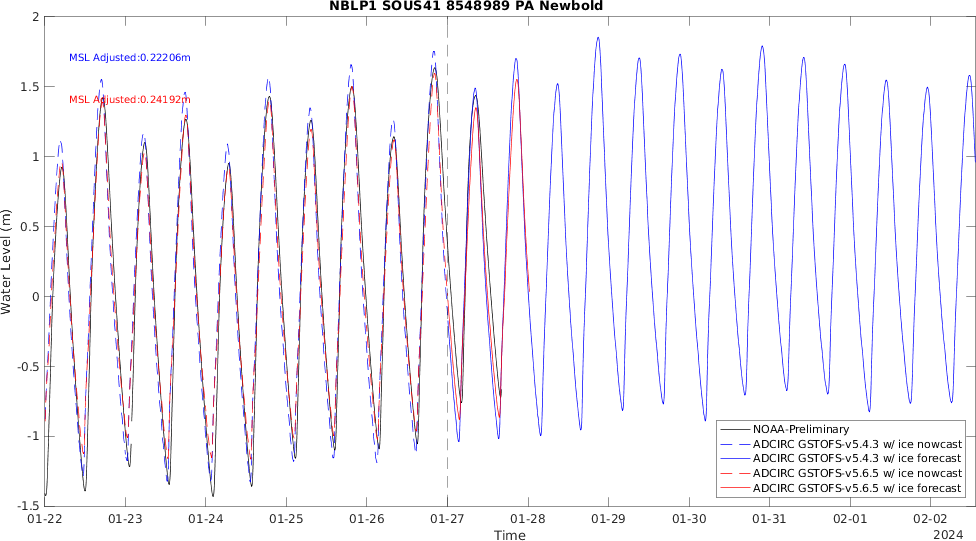 NBLP1 SOUS41 8548989 PA Newbold
2
MSL Adjusted:0.22206m
1.5
MSL Adjusted:0.24192m
1
0.5
Water Level (m)
0
-0.5
-1
NOAA-Preliminary
ADCIRC GSTOFS-v5.4.3 w/ ice nowcast
ADCIRC GSTOFS-v5.4.3 w/ ice forecast
ADCIRC GSTOFS-v5.6.5 w/ ice nowcast
ADCIRC GSTOFS-v5.6.5 w/ ice forecast
-1.5
01-22 01-23 01-24 01-25 01-26 01-27 01-28 01-29 01-30 01-31 02-01 02-02
Time 2024